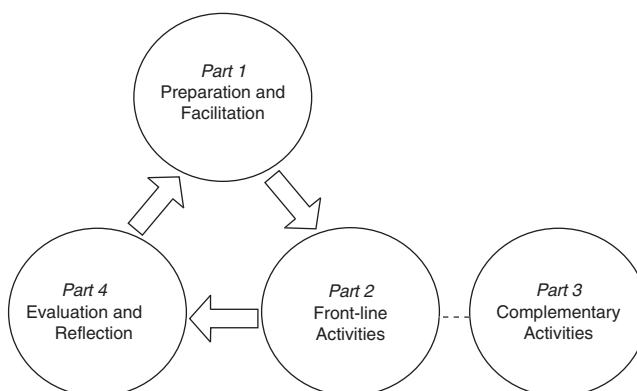 Part 1
Preparation and
Facilitation
Part 4
Evaluation and
Reflection
Part 2
Front-line
Activities
Part 3
Complementary
Activities